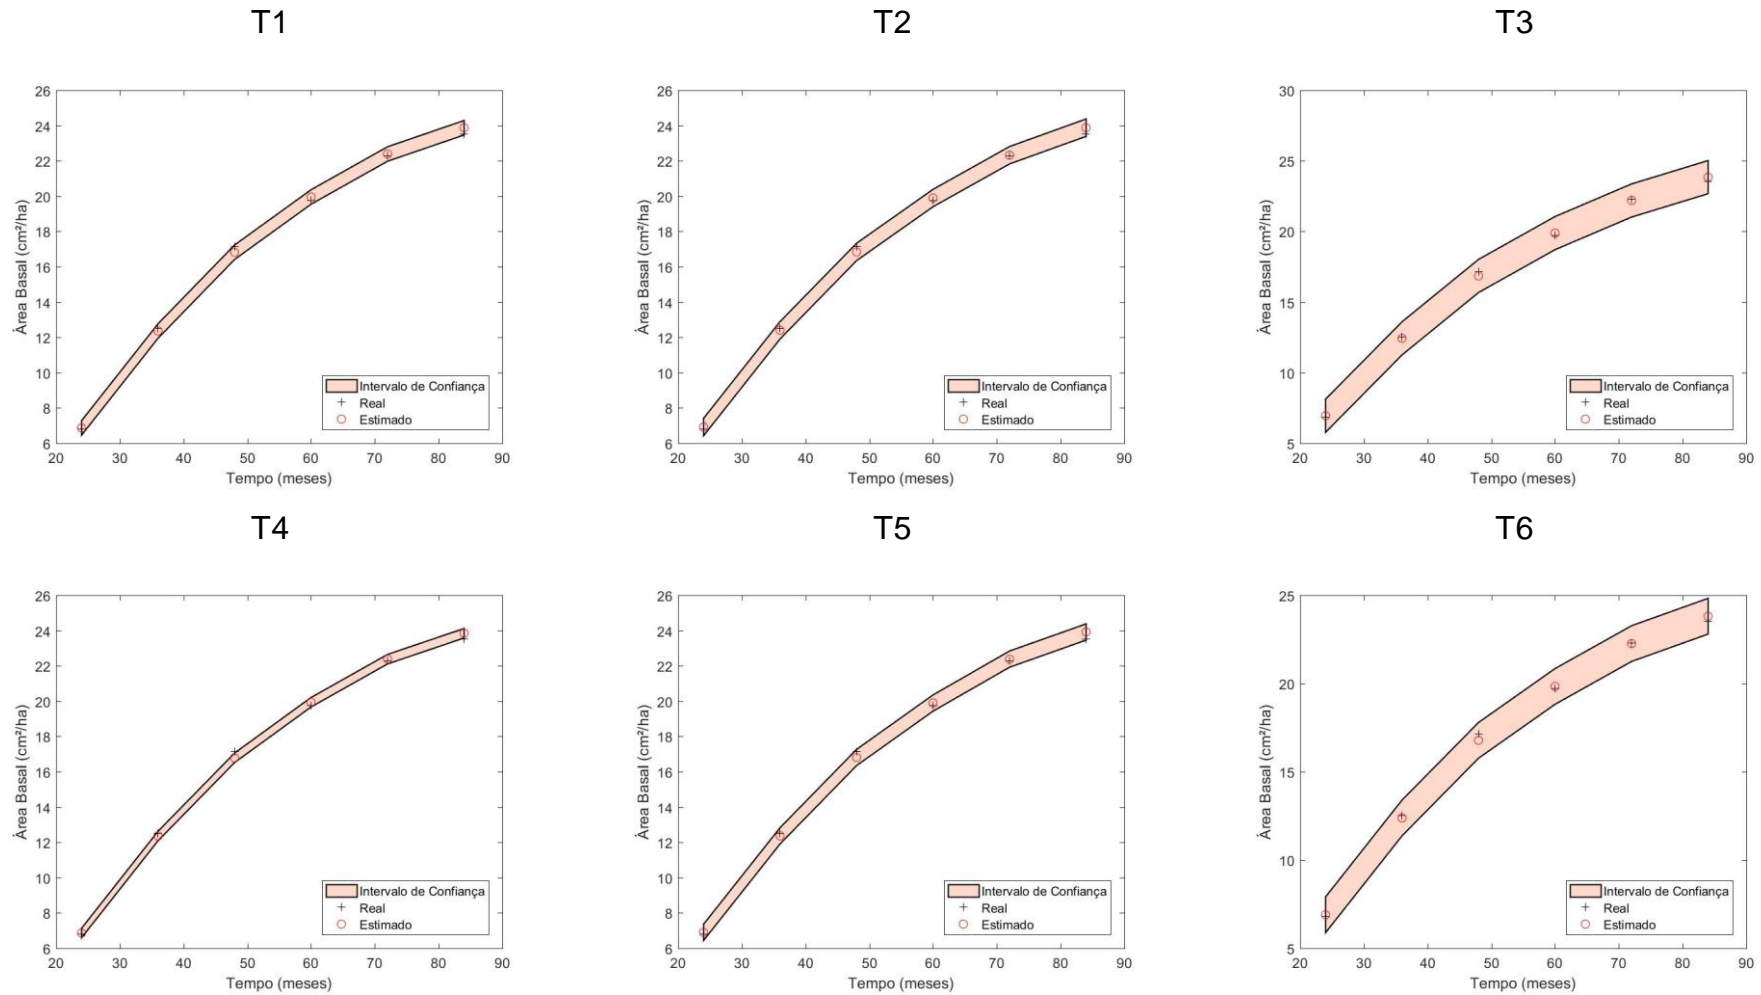 T1
T2
T3
26
24
22
20
18
16
14
12
10
8
6
Área Basal (cm²/ha)
Intervalo de Confiança
Real
Estimado
20 30 40 50 60 70 80 90
Tempo (meses)
26
24
22
20
18
16
14
12
10
8
6
Área Basal (cm²/ha)
Intervalo de Confiança
Real
Estimado
20 30 40 50 60 70 80 90
Tempo (meses)
30
25
20
15
10
5
Área Basal (cm²/ha)
Intervalo de Confiança
Real
Estimado
20 30 40 50 60 70 80 90
Tempo (meses)
T4
T5
T6
26
24
22
20
18
16
14
12
10
8
6
Área Basal (cm²/ha)
Intervalo de Confiança
Real
Estimado
20 30 40 50 60 70 80 90
Tempo (meses)
26
24
22
20
18
16
14
12
10
8
6
Área Basal (cm²/ha)
Intervalo de Confiança
Real
Estimado
20 30 40 50 60 70 80 90
Tempo (meses)
25
20
15
10
5
Área Basal (cm²/ha)
Intervalo de Confiança
Real
Estimado
20 30 40 50 60 70 80 90
Tempo (meses)